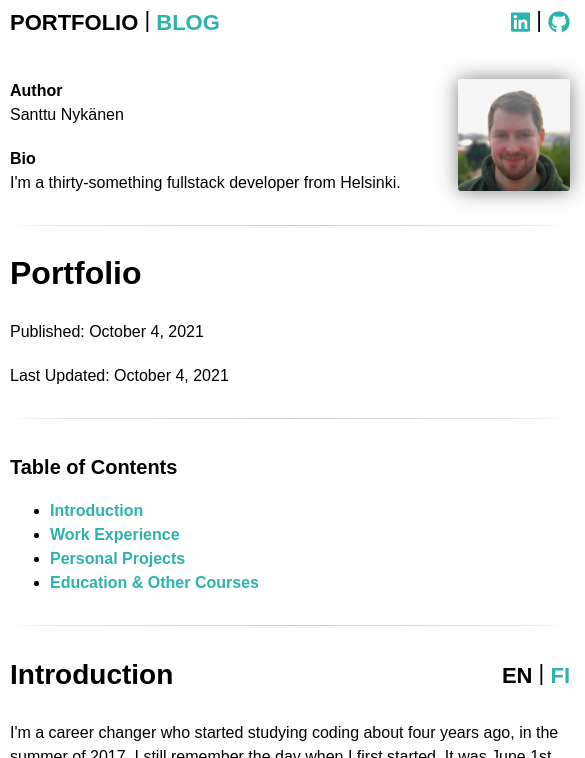 PORTFOLIO | BLOG
Author
Santtu Nykänen
Bio
I'm a thirty-something fullstack developer from Helsinki.
Portfolio
Published: October 4, 2021
Last Updated: October 4, 2021
Table of Contents
Introduction
Work Experience
Personal Projects
Education & Other Courses
Introduction
EN | FI
I'm a career changer who started studying coding about four years ago, in the
summer of 2017. I still remember the day when I first started. It was June 1st